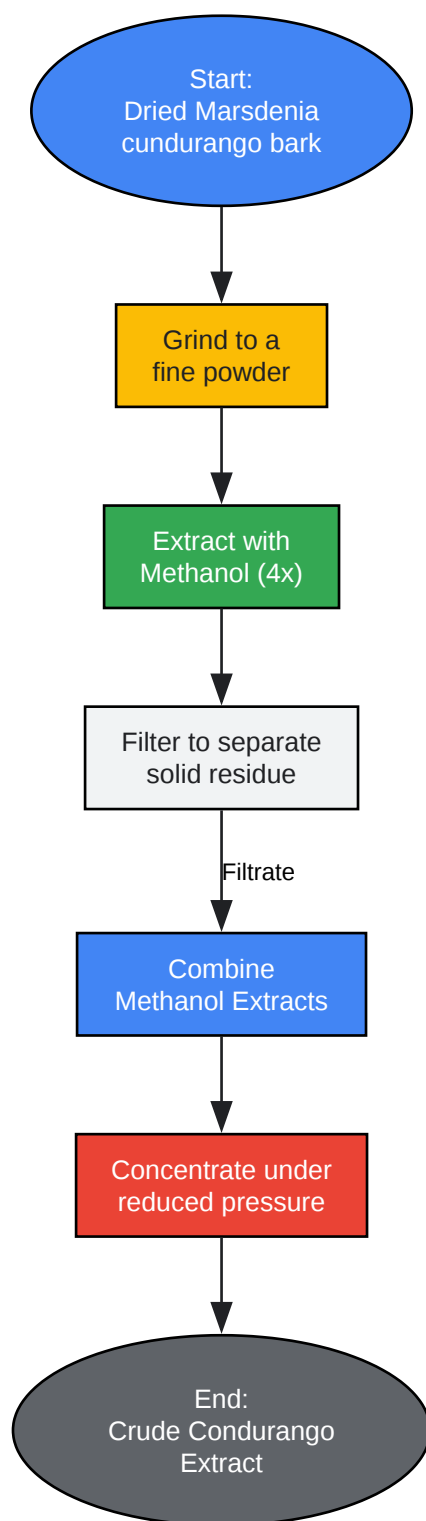 Start:
Dried Marsdenia
cundurango bark
Grind to a
fine powder
Extract with
Methanol (4x)
Filter to separate
solid residue
Filtrate
Combine
Methanol Extracts
Concentrate under
reduced pressure
End:
Crude Condurango
Extract